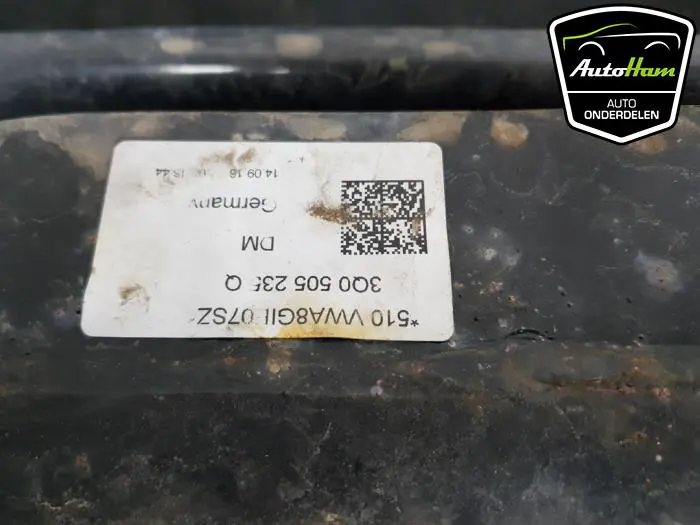 AutoHam
AUTO
ONDERDELEN
*510 VWA8GII 07SZ
3Q0 505 235 Q
DM
Germany
14 09 16